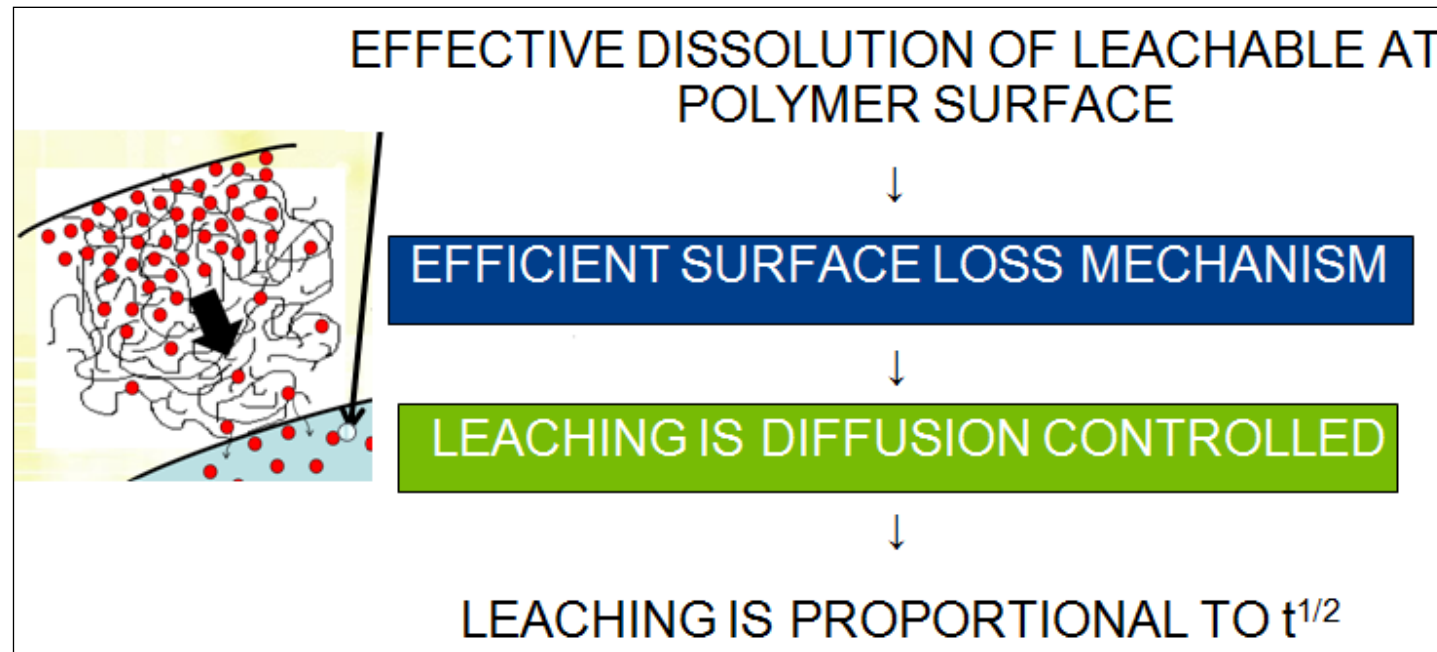 EFFECTIVE DISSOLUTION OF LEACHABLE AT
POLYMER SURFACE
↓
EFFICIENT SURFACE LOSS MECHANISM
↓
LEACHING IS DIFFUSION CONTROLLED
↓
LEACHING IS PROPORTIONAL TO t¹/²